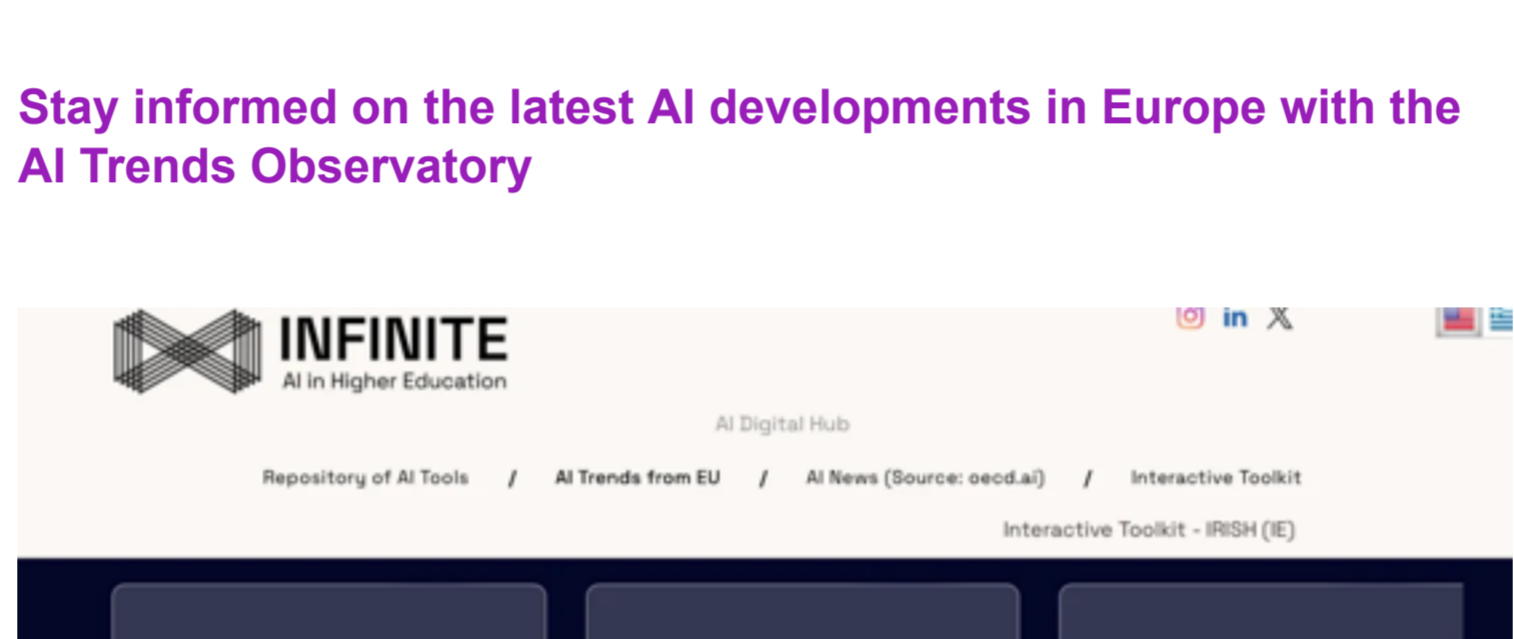 Stay informed on the latest AI developments in Europe with the
AI Trends Observatory
INFINITE
AI in Higher Education
in
X
AI Digital Hub
Repository of AI Tools / AI Trends from EU / AI News (Source: oecd.ai) / Interactive Toolkit
Interactive Toolkit - IRISH (IE)